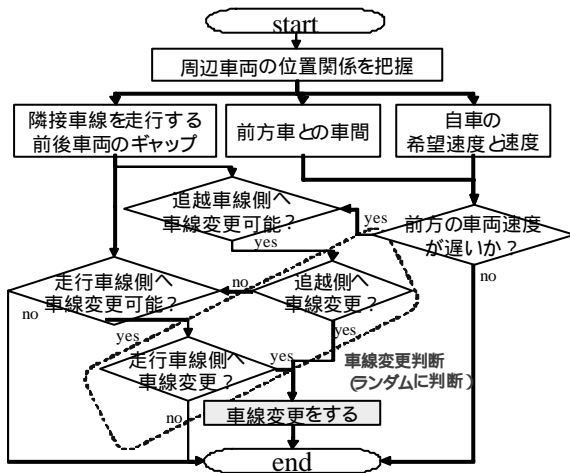 start
周辺車両の位置関係を把握
隣接車線を走行する
前後車両のギャップ
前方車との車間
自車の
希望速度と速度
追越車線側へ
車線変更可能？
yes
前方の車両速度
が遅いか？
yes
no
走行車線側へ
車線変更可能？
no
追越側へ
車線変更？
no
yes
yes
走行車線側へ
車線変更？
yes
車線変更判断
(ランダムに判断)
no
車線変更をする
end